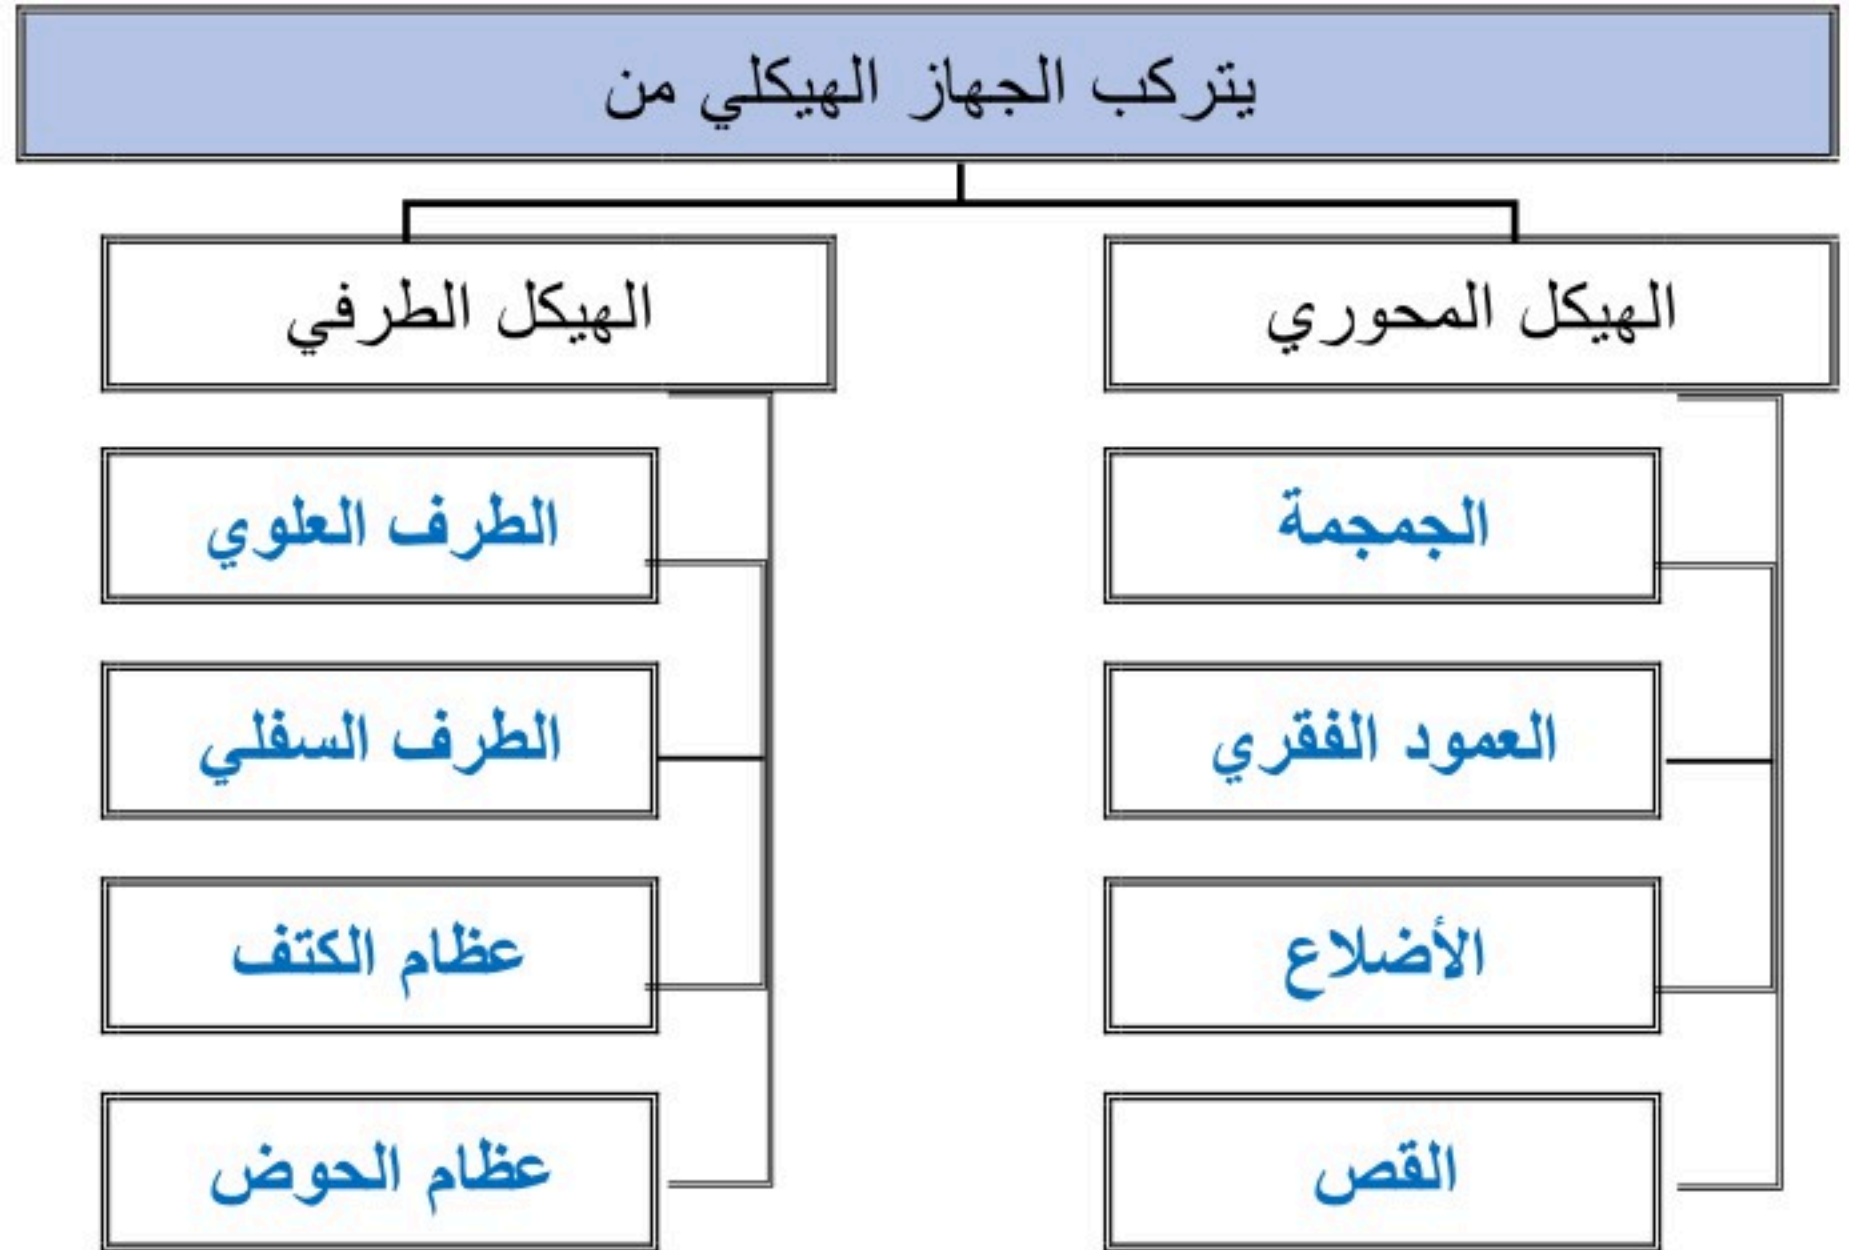 يتركب الجهاز الهيكلي من
الهيكل المحوري
الجمجمة
العمود الفقري
الأضلاع
القص
الهيكل الطرفي
الطرف العلوي
الطرف السفلي
عظام الكتف
عظام الحوض